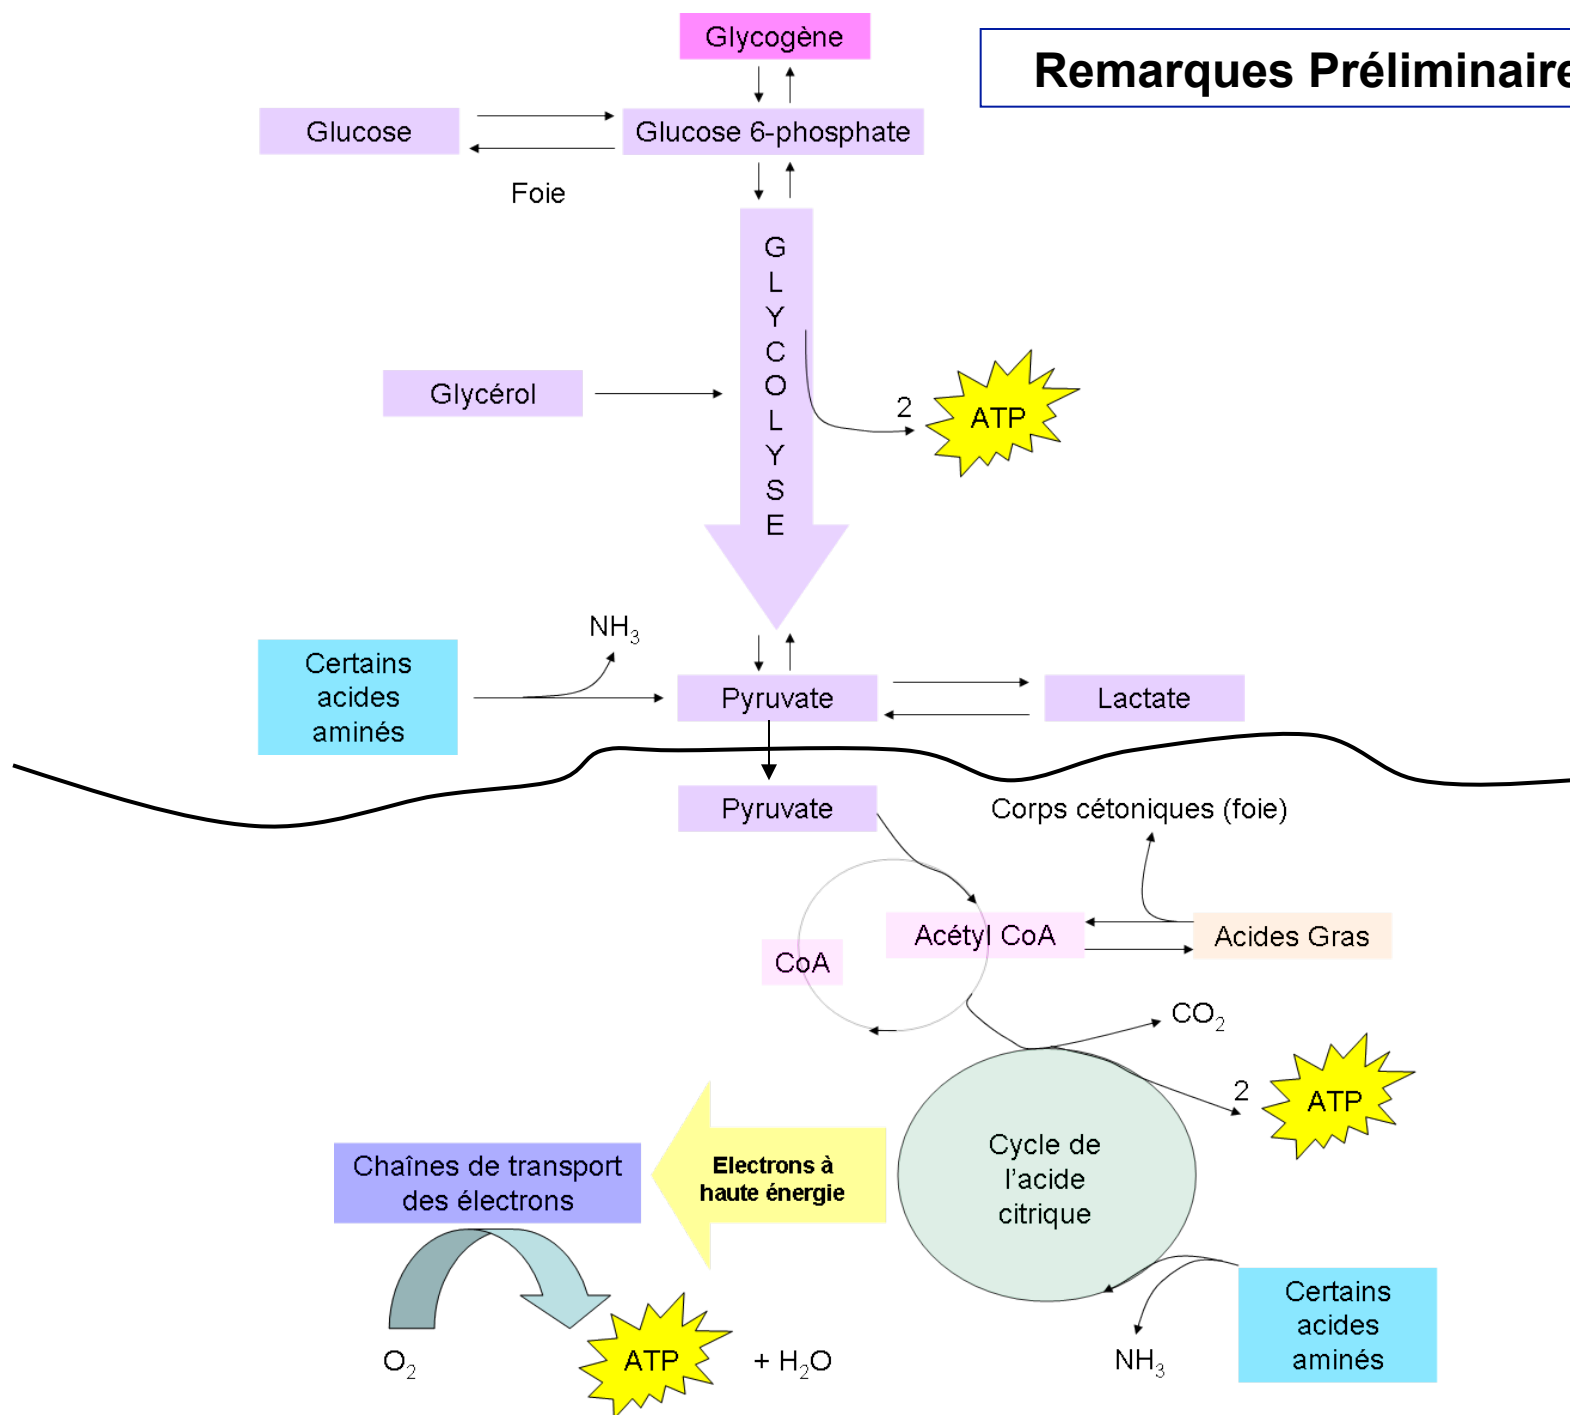 Glycogène
Remarques Préliminaire
Glucose
Glucose 6-phosphate
Foie
GLYCOLYSE
Glycérol
2
ATP
NH3
Certains
acides
aminés
Pyruvate
Lactate
Pyruvate
Corps cétoniques (foie)
Acétyl CoA
Acides Gras
CoA
CO2
2
ATP
Cycle de
l'acide
citrique
Electrons à
haute énergie
Chaînes de transport
des électrons
Certains
acides
aminés
NH3
O2
ATP
+ H2O